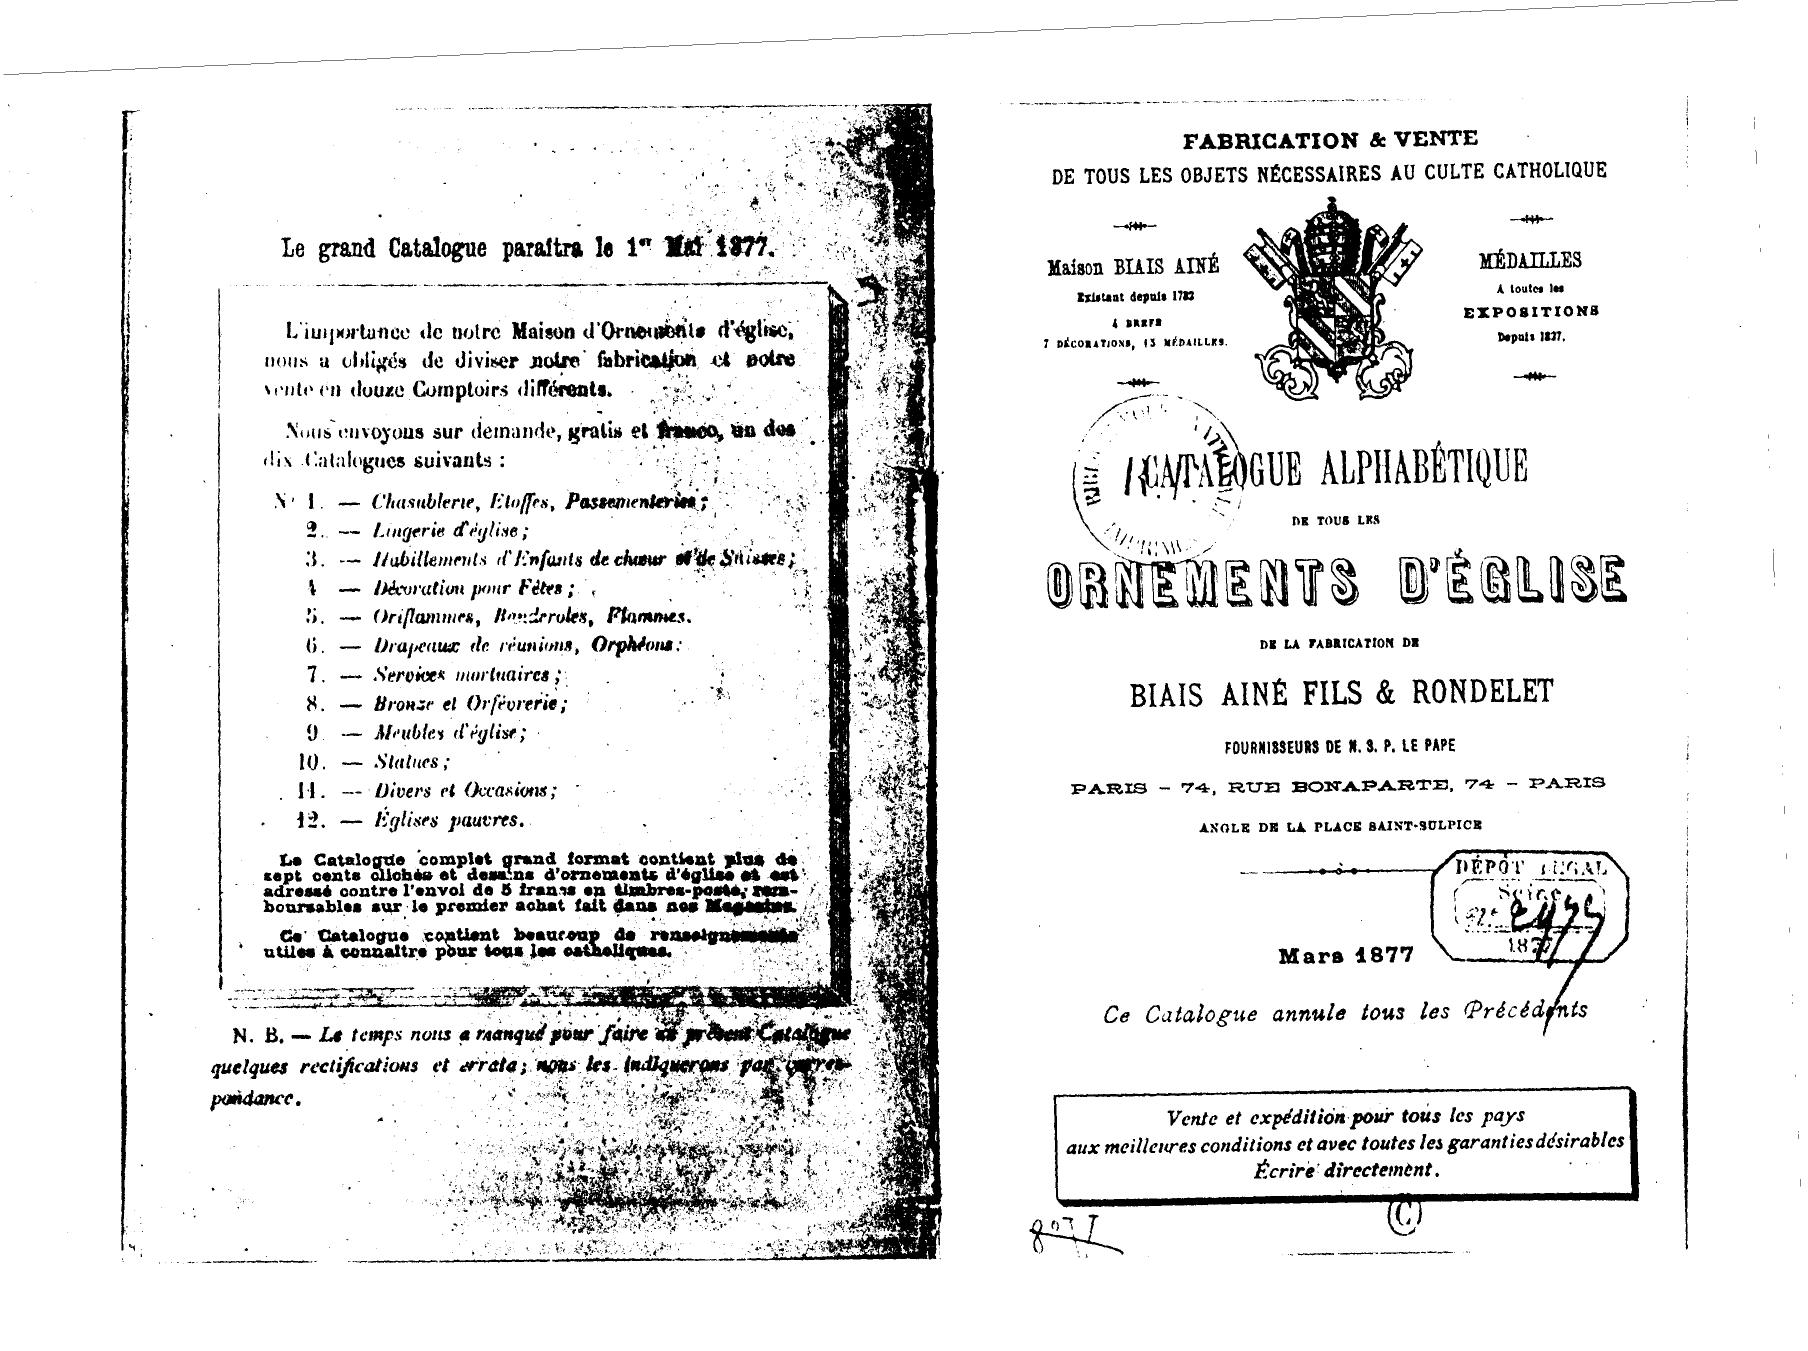 Le grand Catalogue paraîtra le 1er Mai 1877.
L'importance de notre Maison d'Ornements d'église,
nous a obligés de diviser notre fabrication et notre
vente en douze Comptoirs différents.
Nous envoyons sur demande, gratis et franco, un des
dix Catalogues suivants :
N° 1. — Chasublerie, Etoffes, Passementeries ;
2. — Lingerie d'église ;
3. — Habillements d'Enfants de chœur et de Suisses ;
4 — Décoration pour Fêtes ;
5. — Oriflammes, Banderoles, Flammes.
6. — Drapeaux de réunions, Orphéons :
7. — Services mortuaires ;
8. — Bronze et Orfévrerie ;
9 — Meubles d'église ;
10. — Statues ;
11. — Divers et Occasions ;
12. — Églises pauvres.
Le Catalogue complet grand format contient plus de
sept cents clichés et dessins d'ornements d'église et est
adressé contre l'envoi de 5 francs en timbres-poste, rem-
boursables sur le premier achat fait dans nos Magasins.
Ce Catalogue contient beaucoup de renseignements
utiles à connaître pour tous les catholiques.
N. B. — Le temps nous a manqué pour faire au présent Catalogue
quelques rectifications et errata ; nous les indiquerons par corres-
pondance.
FABRICATION & VENTE
DE TOUS LES OBJETS NÉCESSAIRES AU CULTE CATHOLIQUE
Maison BIAIS AINÉ
Existant depuis 1782
4 BREFS
7 DÉCORATIONS, 13 MÉDAILLES.
MÉDAILLES
A toutes les
EXPOSITIONS
Depuis 1827.
CATALOGUE ALPHABÉTIQUE
DE TOUS LES
ORNEMENTS D'ÉGLISE
DE LA FABRICATION DE
BIAIS AINÉ FILS & RONDELET
FOURNISSEURS DE N. S. P. LE PAPE
PARIS – 74, RUE BONAPARTE, 74 – PARIS
ANGLE DE LA PLACE SAINT-SULPICE
DÉPÔT LÉGAL
Seine
1877
Mars 1877
Ce Catalogue annule tous les Précédents
Vente et expédition pour tous les pays
aux meilleures conditions et avec toutes les garanties désirables
Écrire directement.
C